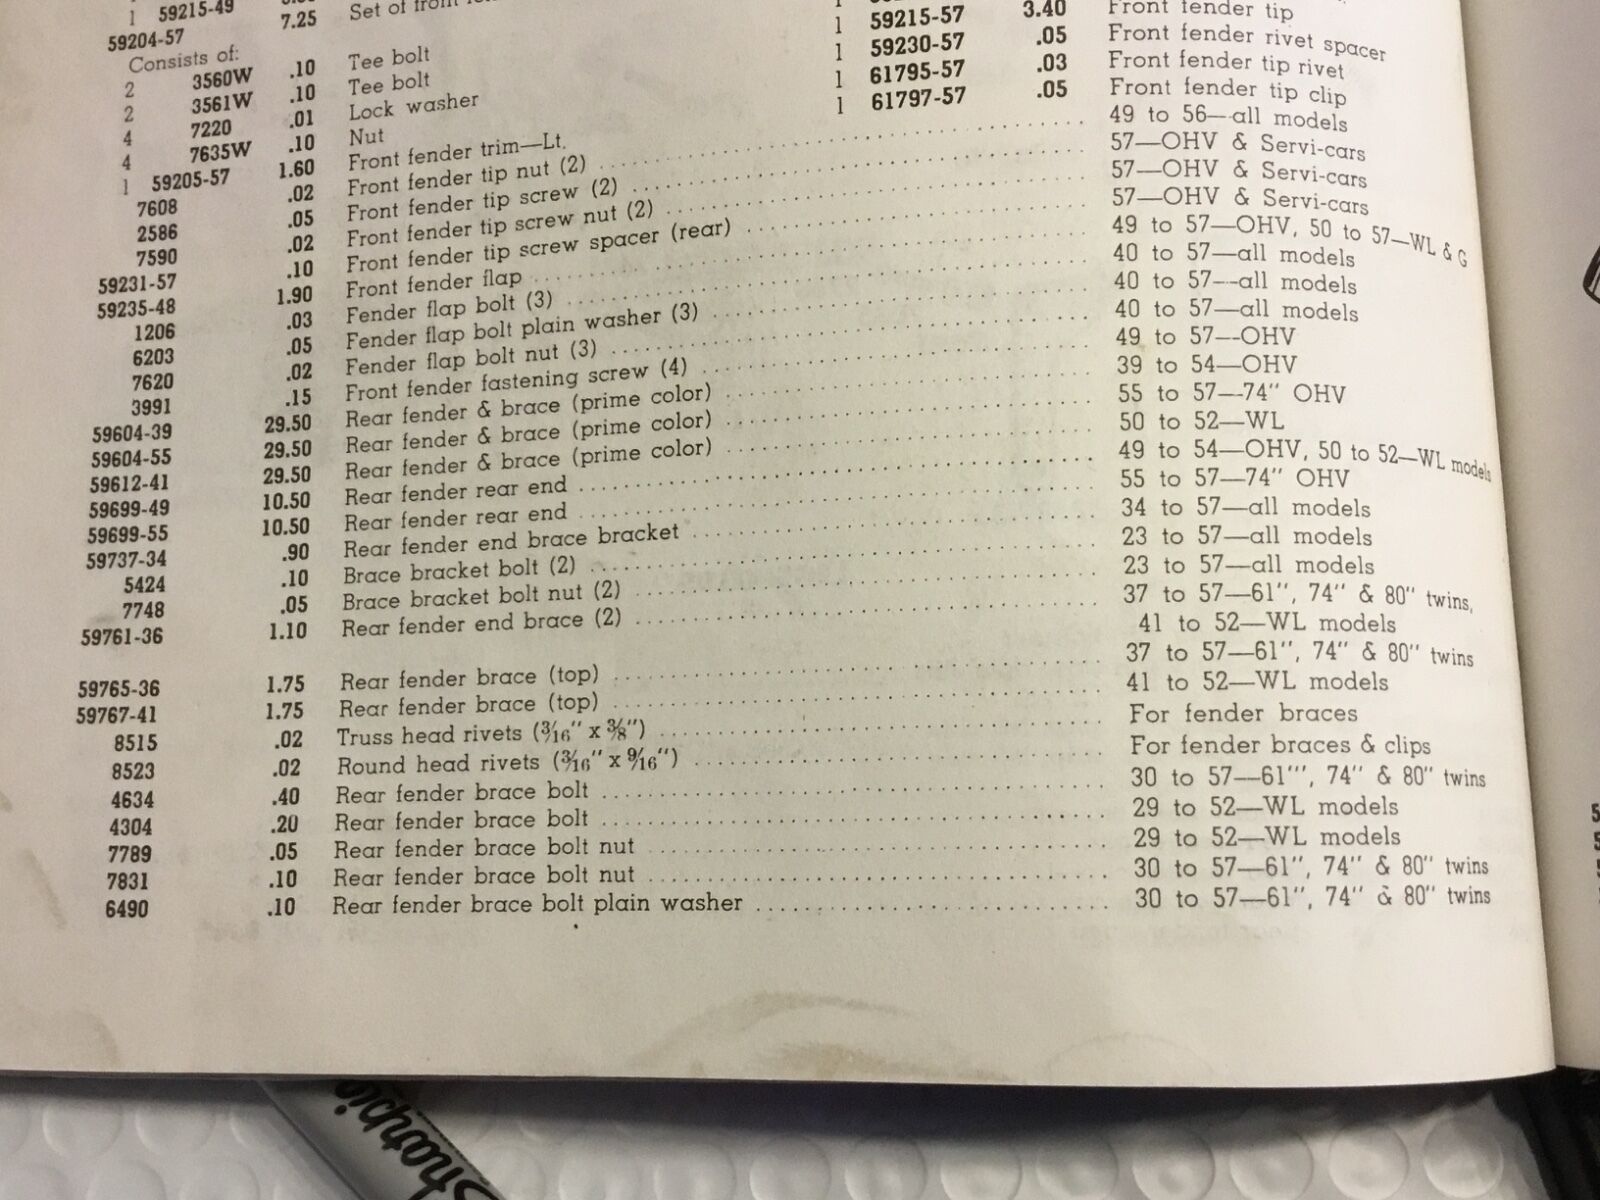 1 59215-49
59204-57 7.25 Set of front
Consists of:
2 3560W .10 Tee bolt
2 3561W .10 Tee bolt
4 7220 .01 Lock washer
4 7635W .10 Nut
1 59205-57 1.60 Front fender trim—Lt.
1 59215-57 3.40 Front fender tip
1 59230-57 .05 Front fender rivet spacer
1 61795-57 .03 Front fender tip rivet
1 61797-57 .05 Front fender tip clip
7608 .02 Front fender tip nut (2) 49 to 56—all models
2586 .05 Front fender tip screw (2) 57—OHV & Servi-cars
7590 .02 Front fender tip screw nut (2) 57—OHV & Servi-cars
59231-57 .10 Front fender tip screw spacer (rear) 57—OHV & Servi-cars
59235-48 1.90 Front fender flap 49 to 57—OHV, 50 to 57—WL & G
1206 .03 Fender flap bolt (3) 40 to 57—all models
6203 .05 Fender flap bolt plain washer (3) 40 to 57—all models
7620 .02 Fender flap bolt nut (3) 40 to 57—all models
3991 .15 Front fender fastening screw (4) 49 to 57—OHV
59604-39 29.50 Rear fender & brace (prime color) 39 to 54—OHV
59604-55 29.50 Rear fender & brace (prime color) 55 to 57—74" OHV
59612-41 29.50 Rear fender & brace (prime color) 50 to 52—WL
59699-49 10.50 Rear fender rear end 49 to 54—OHV, 50 to 52—WL models
59699-55 10.50 Rear fender rear end 55 to 57—74" OHV
59737-34 .90 Rear fender end brace bracket 34 to 57—all models
5424 .10 Brace bracket bolt (2) 23 to 57—all models
7748 .05 Brace bracket bolt nut (2) 23 to 57—all models
59761-36 1.10 Rear fender end brace (2) 37 to 57—61", 74" & 80" twins,
41 to 52—WL models
59765-36 1.75 Rear fender brace (top) 37 to 57—61", 74" & 80" twins
59767-41 1.75 Rear fender brace (top) 41 to 52—WL models
8515 .02 Truss head rivets (3/16" x 3/8") For fender braces
8523 .02 Round head rivets (3/16" x 9/16") For fender braces & clips
4634 .40 Rear fender brace bolt 30 to 57—61"', 74" & 80" twins
4304 .20 Rear fender brace bolt 29 to 52—WL models
7789 .05 Rear fender brace bolt nut 29 to 52—WL models
7831 .10 Rear fender brace bolt nut 30 to 57—61", 74" & 80" twins
6490 .10 Rear fender brace bolt plain washer 30 to 57—61", 74" & 80" twins
Sharpie